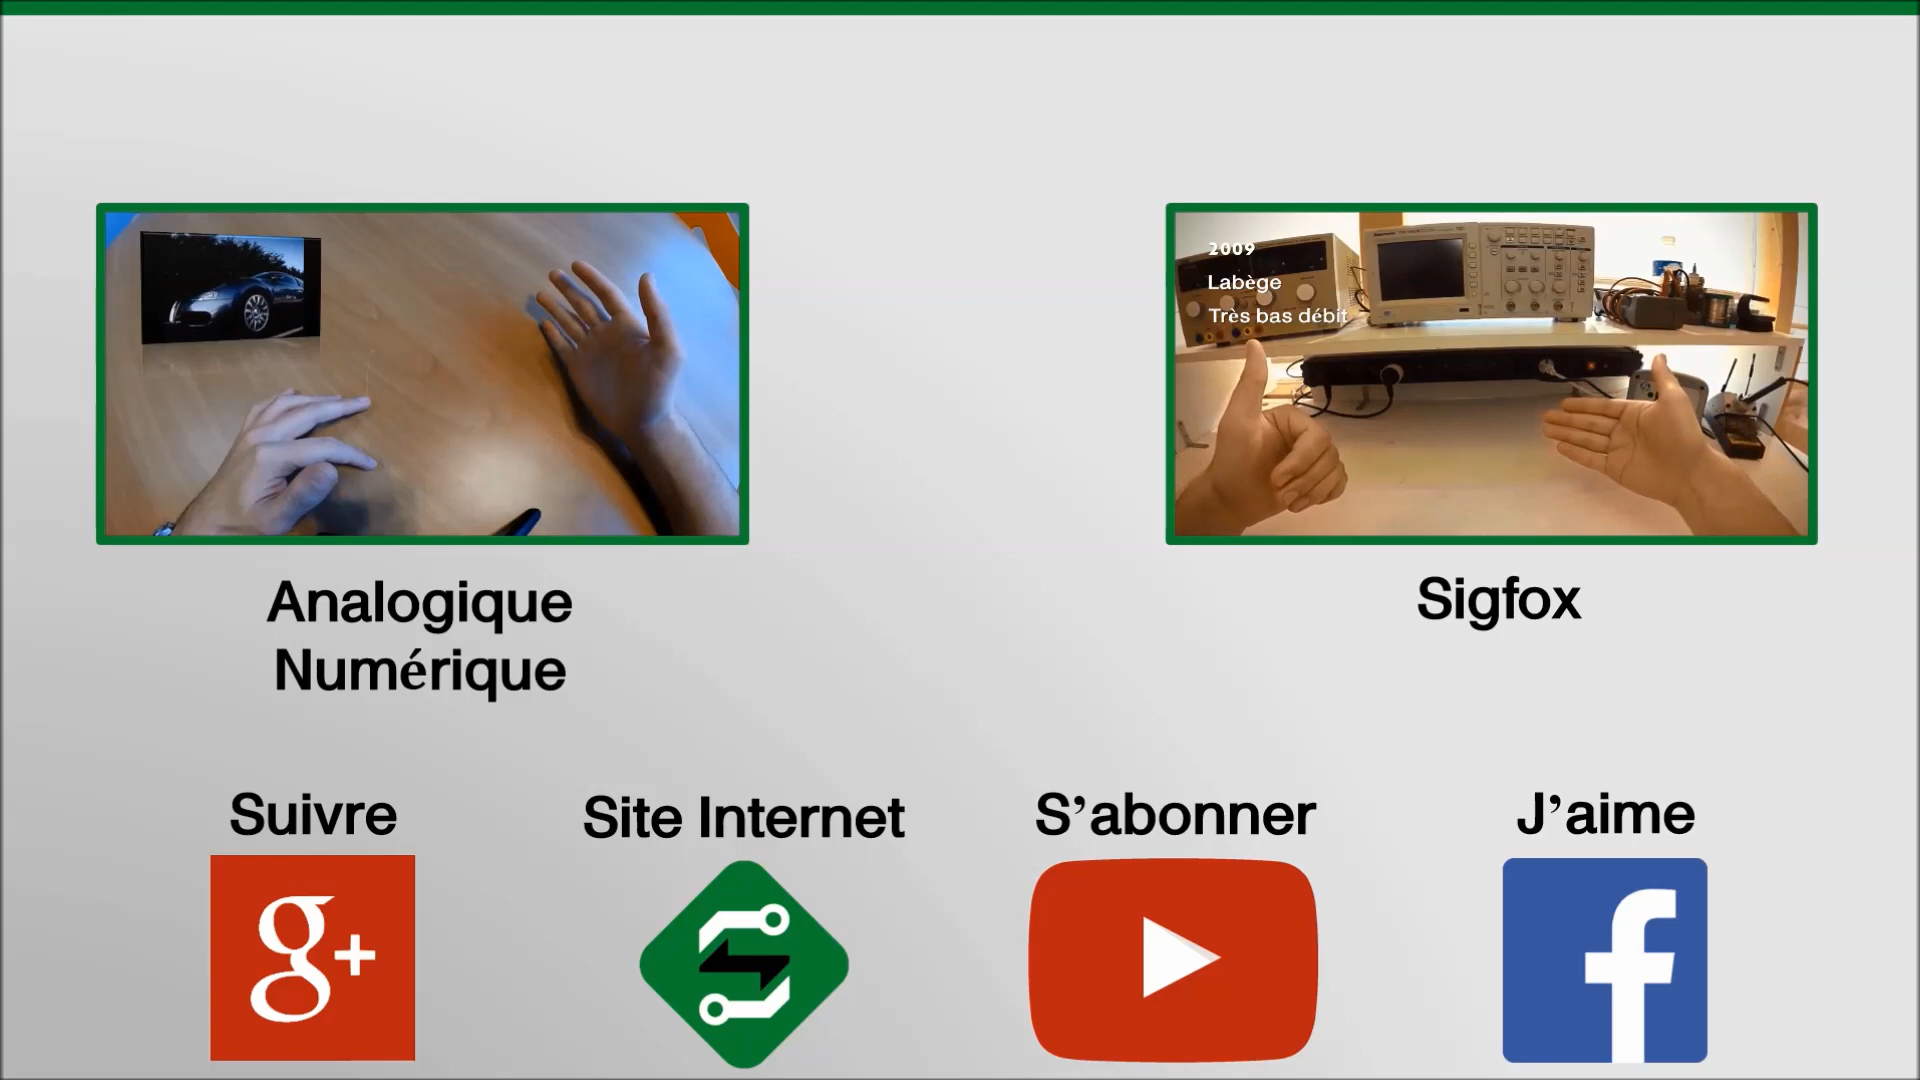 2009
Labège
Très bas débit
Analogique
Numérique
Sigfox
Suivre
Site Internet
S’abonner
J’aime
g+
f